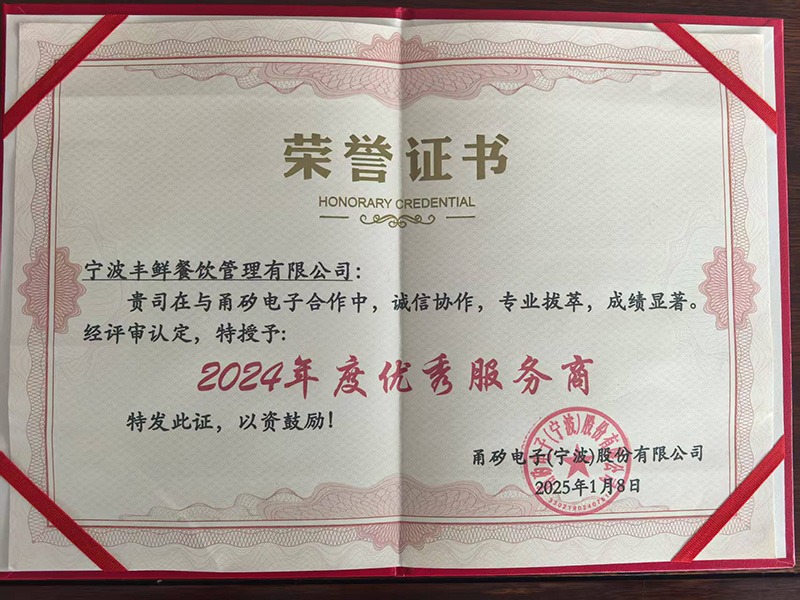 荣誉证书
HONORARY CREDENTIAL
宁波丰鲜餐饮管理有限公司：
贵司在与甬矽电子合作中，诚信协作，专业拔萃，成绩显著。
经评审认定，特授予：
2024年度优秀服务商
特发此证，以资鼓励！
甬矽电子(宁波)股份有限公司
2025年1月8日